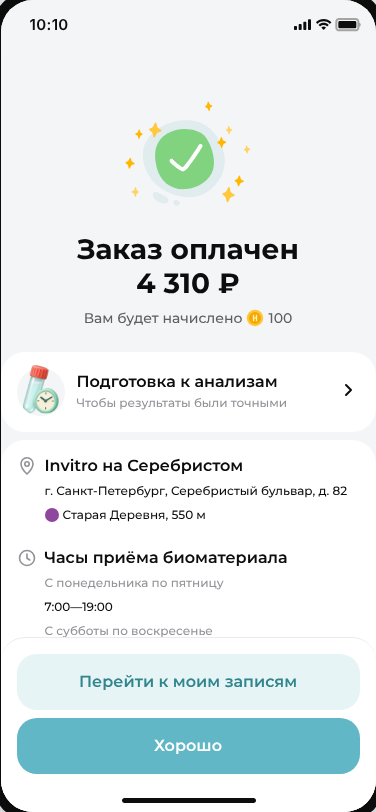 10:10
Заказ оплачен
4 310 ₽
Вам будет начислено 100
Подготовка к анализам
Чтобы результаты были точными
Invitro на Серебристом
г. Санкт-Петербург, Серебристый бульвар, д. 82
Старая Деревня, 550 м
Часы приёма биоматериала
С понедельника по пятницу
7:00—19:00
С субботы по воскресенье
Перейти к моим записям
Хорошо